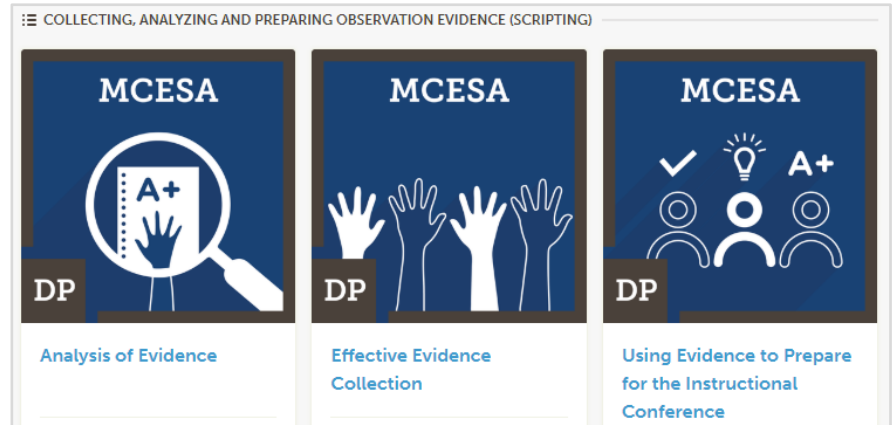 COLLECTING, ANALYZING AND PREPARING OBSERVATION EVIDENCE (SCRIPTING)
MCESA
A+
DP
Analysis of Evidence
MCESA
DP
Effective Evidence
Collection
MCESA
A+
DP
Using Evidence to Prepare
for the Instructional
Conference